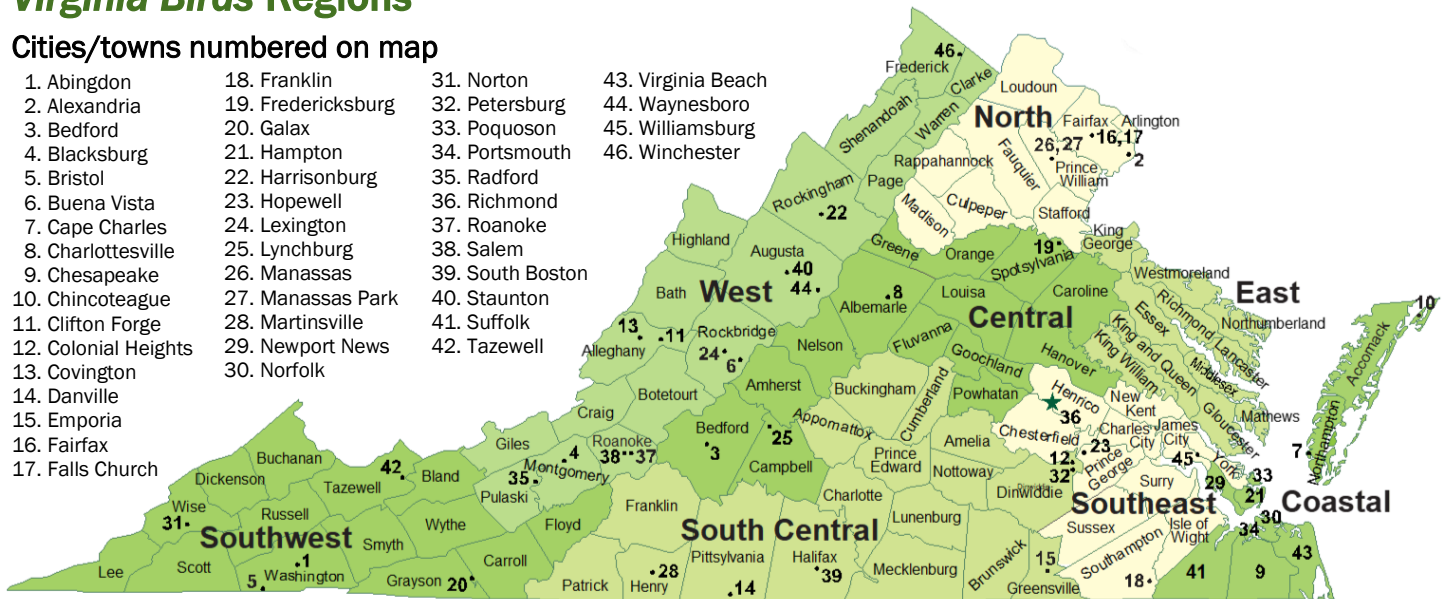 Virginia Birds Regions
Cities/towns numbered on map
1. Abingdon
2. Alexandria
3. Bedford
4. Blacksburg
5. Bristol
6. Buena Vista
7. Cape Charles
8. Charlottesville
9. Chesapeake
10. Chincoteague
11. Clifton Forge
12. Colonial Heights
13. Covington
14. Danville
15. Emporia
16. Fairfax
17. Falls Church
18. Franklin
19. Fredericksburg
20. Galax
21. Hampton
22. Harrisonburg
23. Hopewell
24. Lexington
25. Lynchburg
26. Manassas
27. Manassas Park
28. Martinsville
29. Newport News
30. Norfolk
31. Norton
32. Petersburg
33. Poquoson
34. Portsmouth
35. Radford
36. Richmond
37. Roanoke
38. Salem
39. South Boston
40. Staunton
41. Suffolk
42. Tazewell
43. Virginia Beach
44. Waynesboro
45. Williamsburg
46. Winchester
46
Frederick
Clarke
Loudoun
Shenandoah
Warren
North
Fairfax
Arlington
16,17
26,27
2
Rappahannock
Fauquier
Prince
William
Page
Rockingham
22
Madison
Culpeper
Stafford
King
George
Highland
Augusta
Greene
Orange
19
Spotsylvania
40
44
Westmoreland
Bath
West
8
Albemarle
Louisa
Caroline
East
Richmond
Northumberland
10
Central
Essex
Lancaster
13
11
Alleghany
Rockbridge
24
6
Nelson
Fluvanna
Goochland
Hanover
King and Queen
King William
Middlesex
Accomack
Botetourt
Amherst
Buckingham
Cumberland
Powhatan
Henrico
36
New
Kent
Gloucester
Mathews
Northampton
7
Craig
Bedford
3
25
Appomattox
Amelia
Chesterfield
Charles
City
James
City
23
Giles
Roanoke
38
37
4
Montgomery
35
Pulaski
Campbell
Prince
Edward
Nottoway
12
32
Prince
George
45
York
33
Buchanan
Dickenson
42
Tazewell
Bland
Dinwiddie
Dinwiddie
Surry
29
21
Coastal
Wise
31
Russell
Franklin
Charlotte
Lunenburg
Southeast
30
34
Southwest
Wythe
Floyd
South Central
Sussex
Isle of
Wight
43
Smyth
Lee
Scott
1
5
Washington
Grayson
20
Carroll
Patrick
28
Henry
Pittsylvania
14
Halifax
39
Mecklenburg
Brunswick
15
Greensville
Southampton
18
41
9